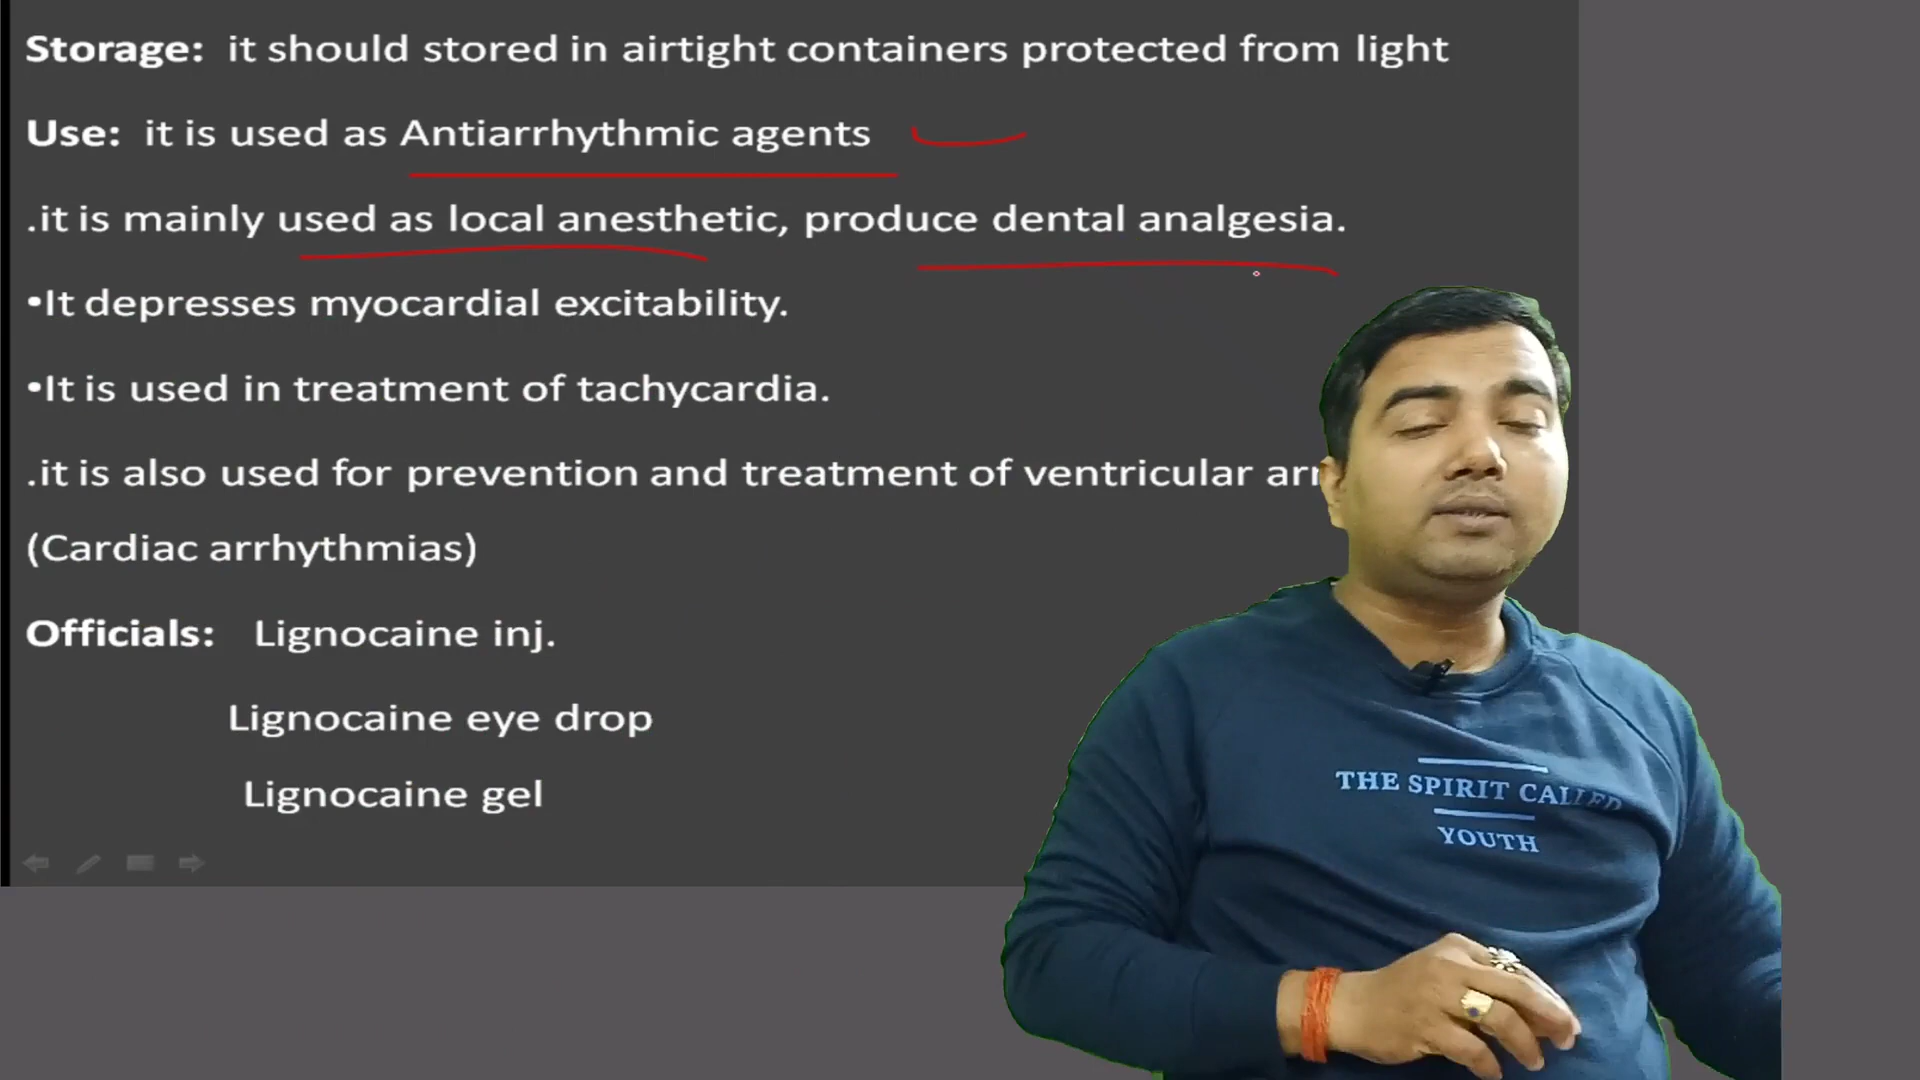 Storage: it should stored in airtight containers protected from light
Use: it is used as Antiarrhythmic agents
.it is mainly used as local anesthetic, produce dental analgesia.
•It depresses myocardial excitability.
•It is used in treatment of tachycardia.
.it is also used for prevention and treatment of ventricular
(Cardiac arrhythmias)
Officials: Lignocaine inj.
Lignocaine eye drop
Lignocaine gel
THE SPIRIT CALLED
YOUTH